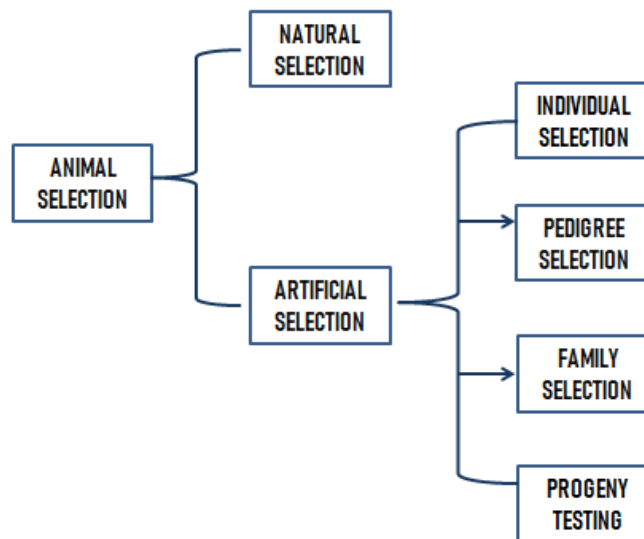 NATURAL
SELECTION
INDIVIDUAL
SELECTION
ANIMAL
SELECTION
PEDIGREE
SELECTION
ARTIFICIAL
SELECTION
FAMILY
SELECTION
PROGENY
TESTING